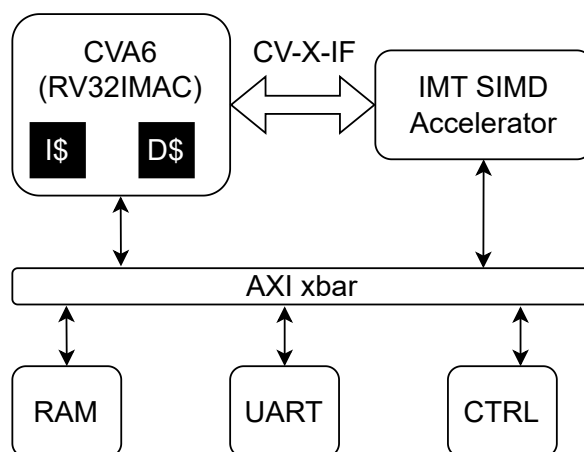 CVA6
(RV32IMAC)
I$
D$
CV-X-IF
IMT SIMD
Accelerator
AXI xbar
RAM
UART
CTRL